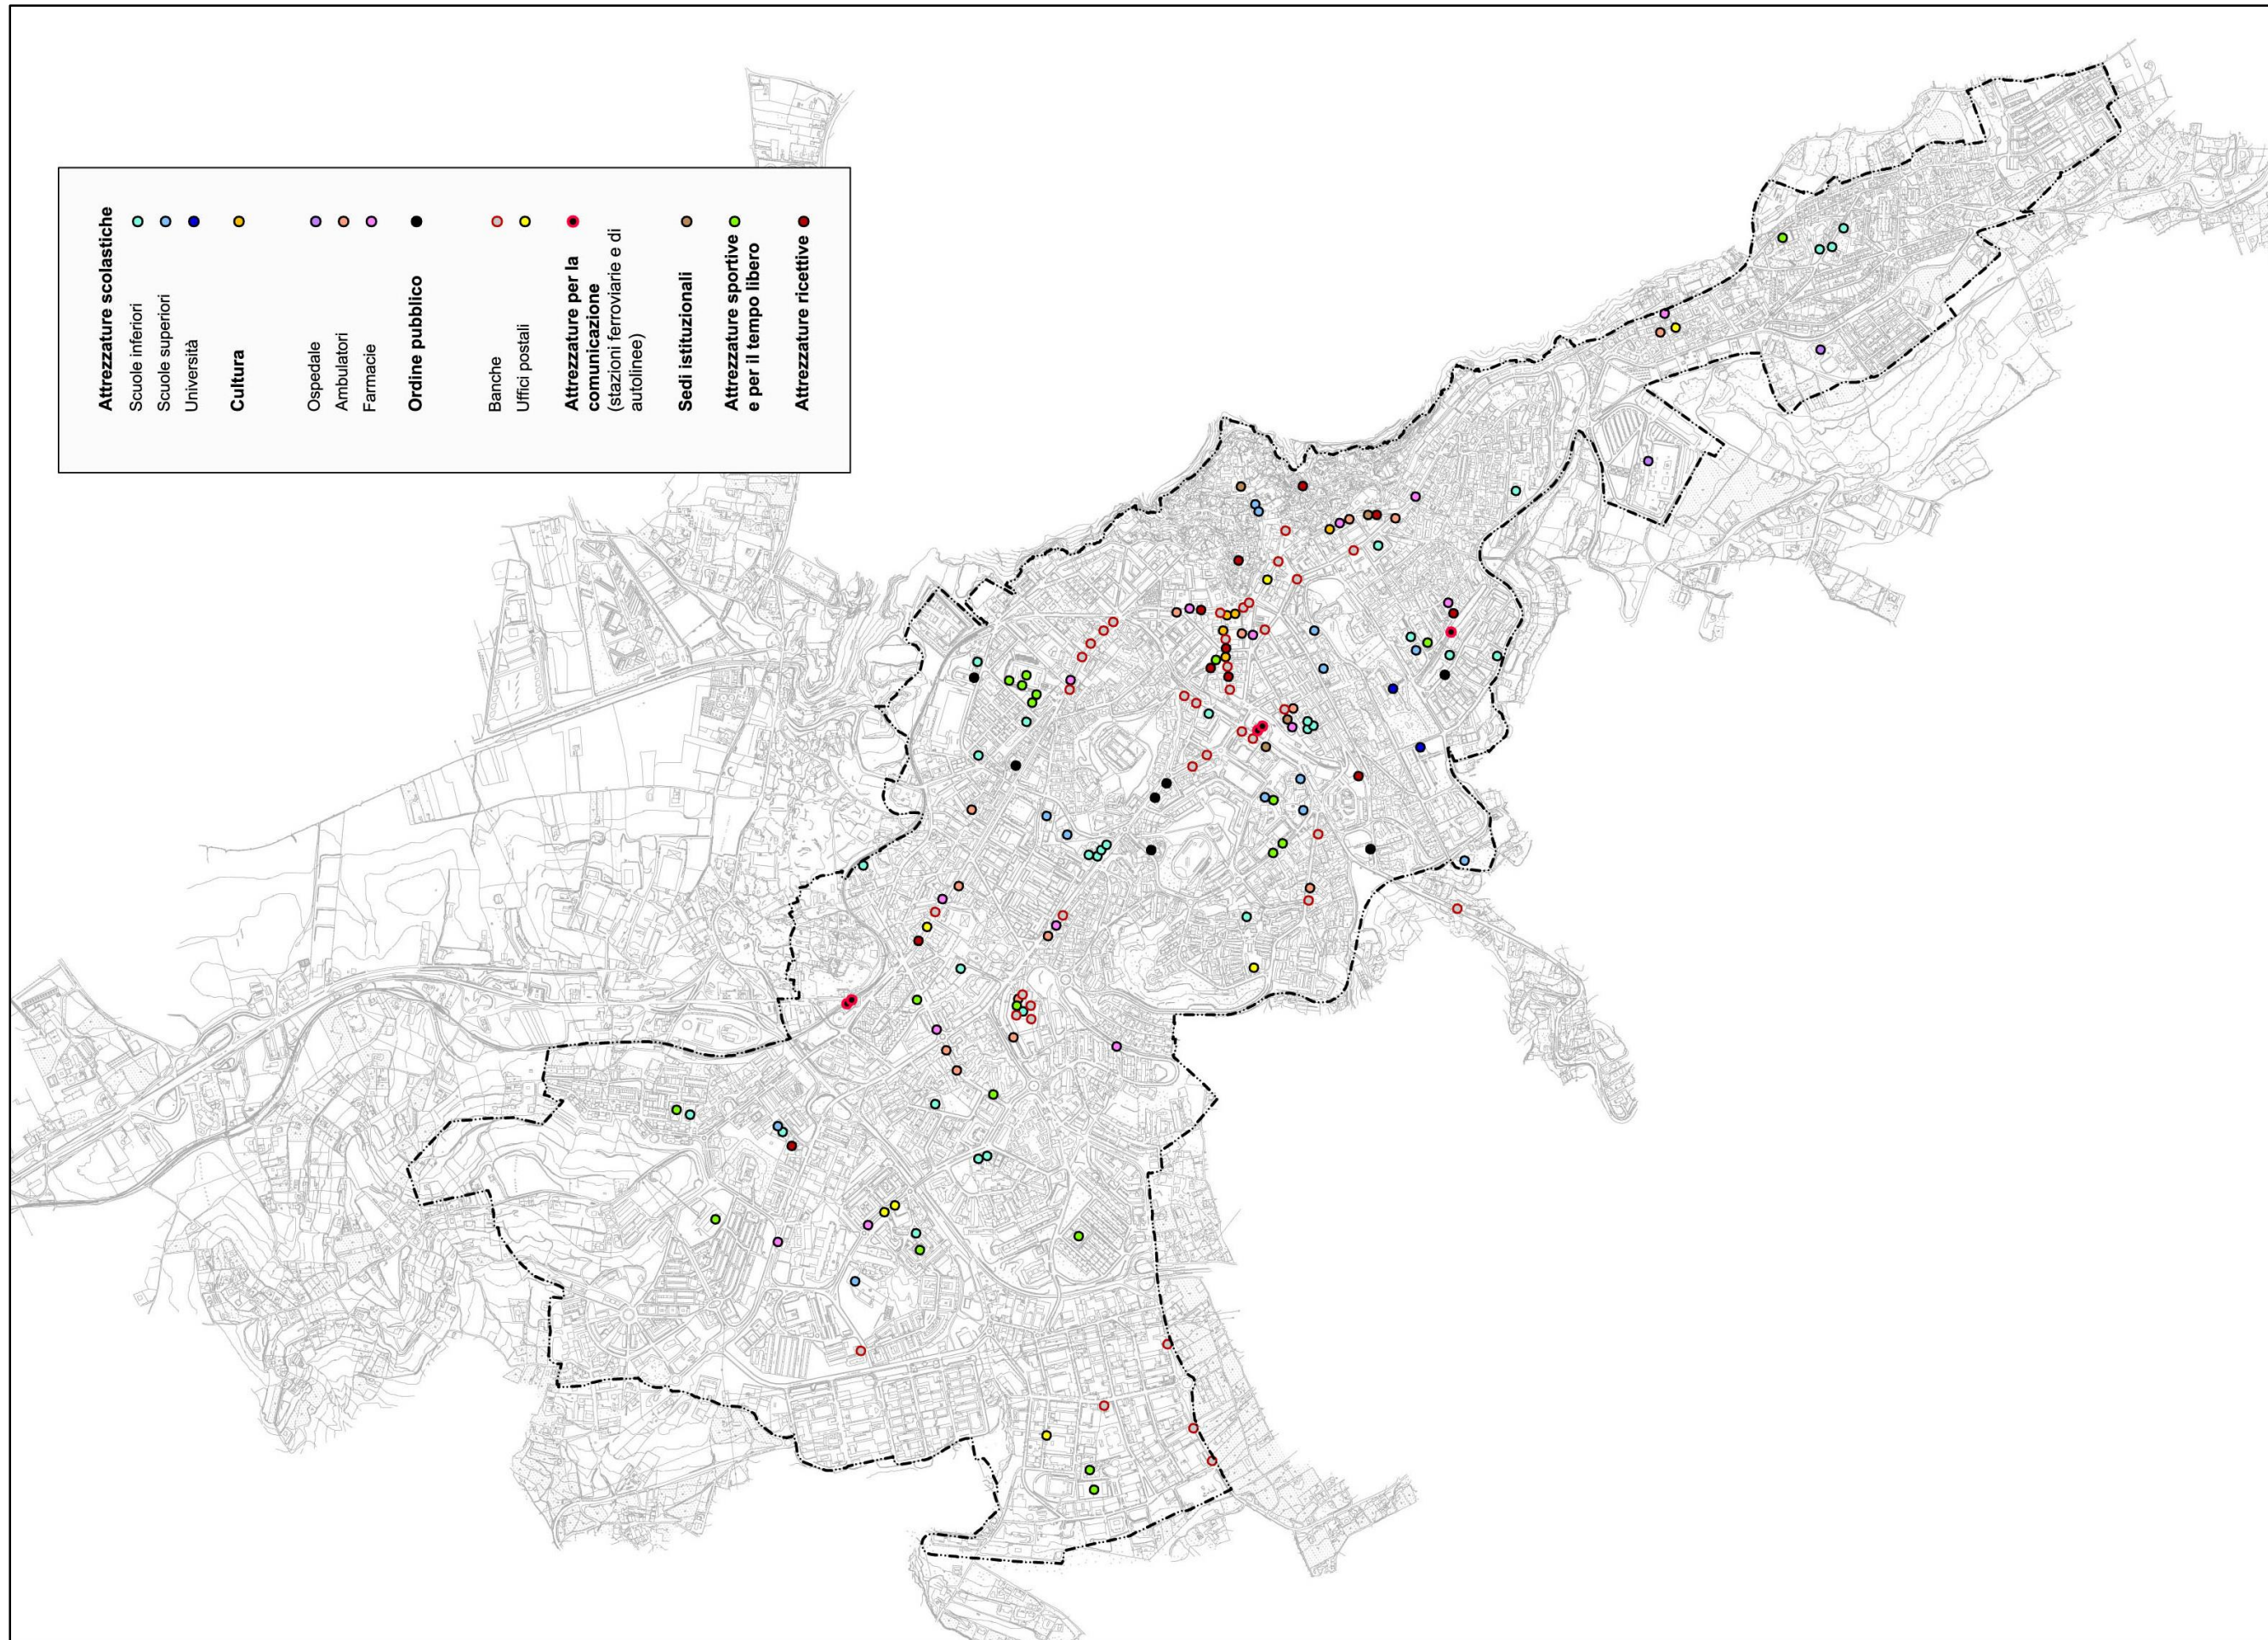 Attrezzature scolastiche
Scuole inferiori
Scuole superiori
Università
Cultura
Ospedale
Ambulatori
Farmacie
Ordine pubblico
Banche
Uffici postali
Attrezzature per la
comunicazione
(stazioni ferroviarie e di
autolinee)
Sedi istituzionali
Attrezzature sportive
e per il tempo libero
Attrezzature ricettive